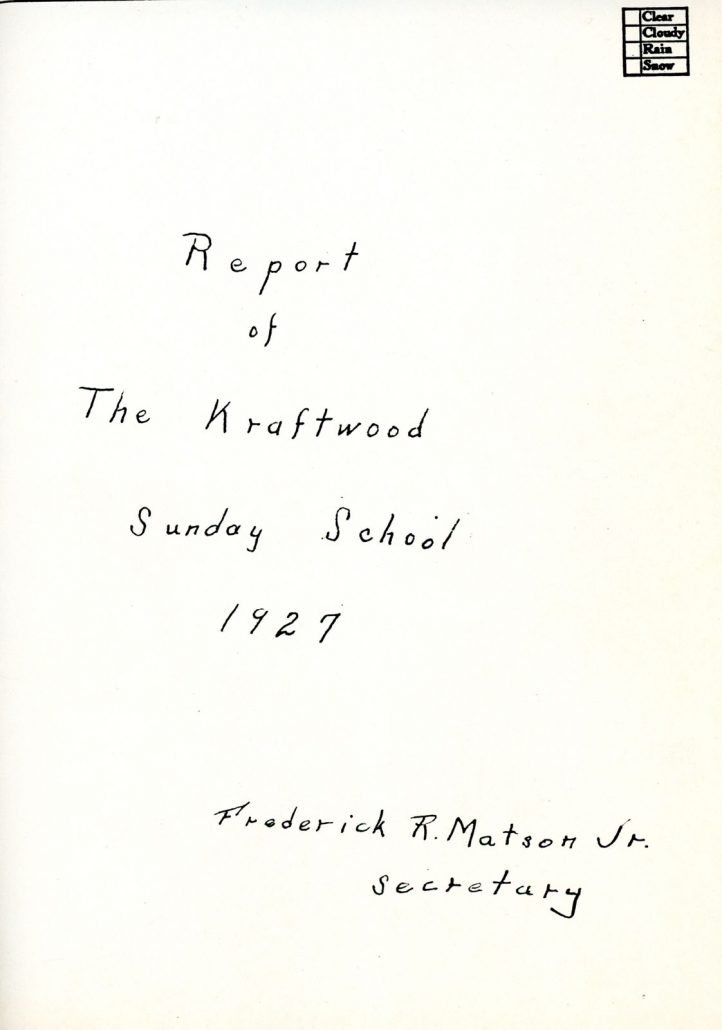 Clear
Cloudy
Rain
Snow
Report
of
The Kraftwood
Sunday School
1927
Frederick R. Matson Jr.
secretary